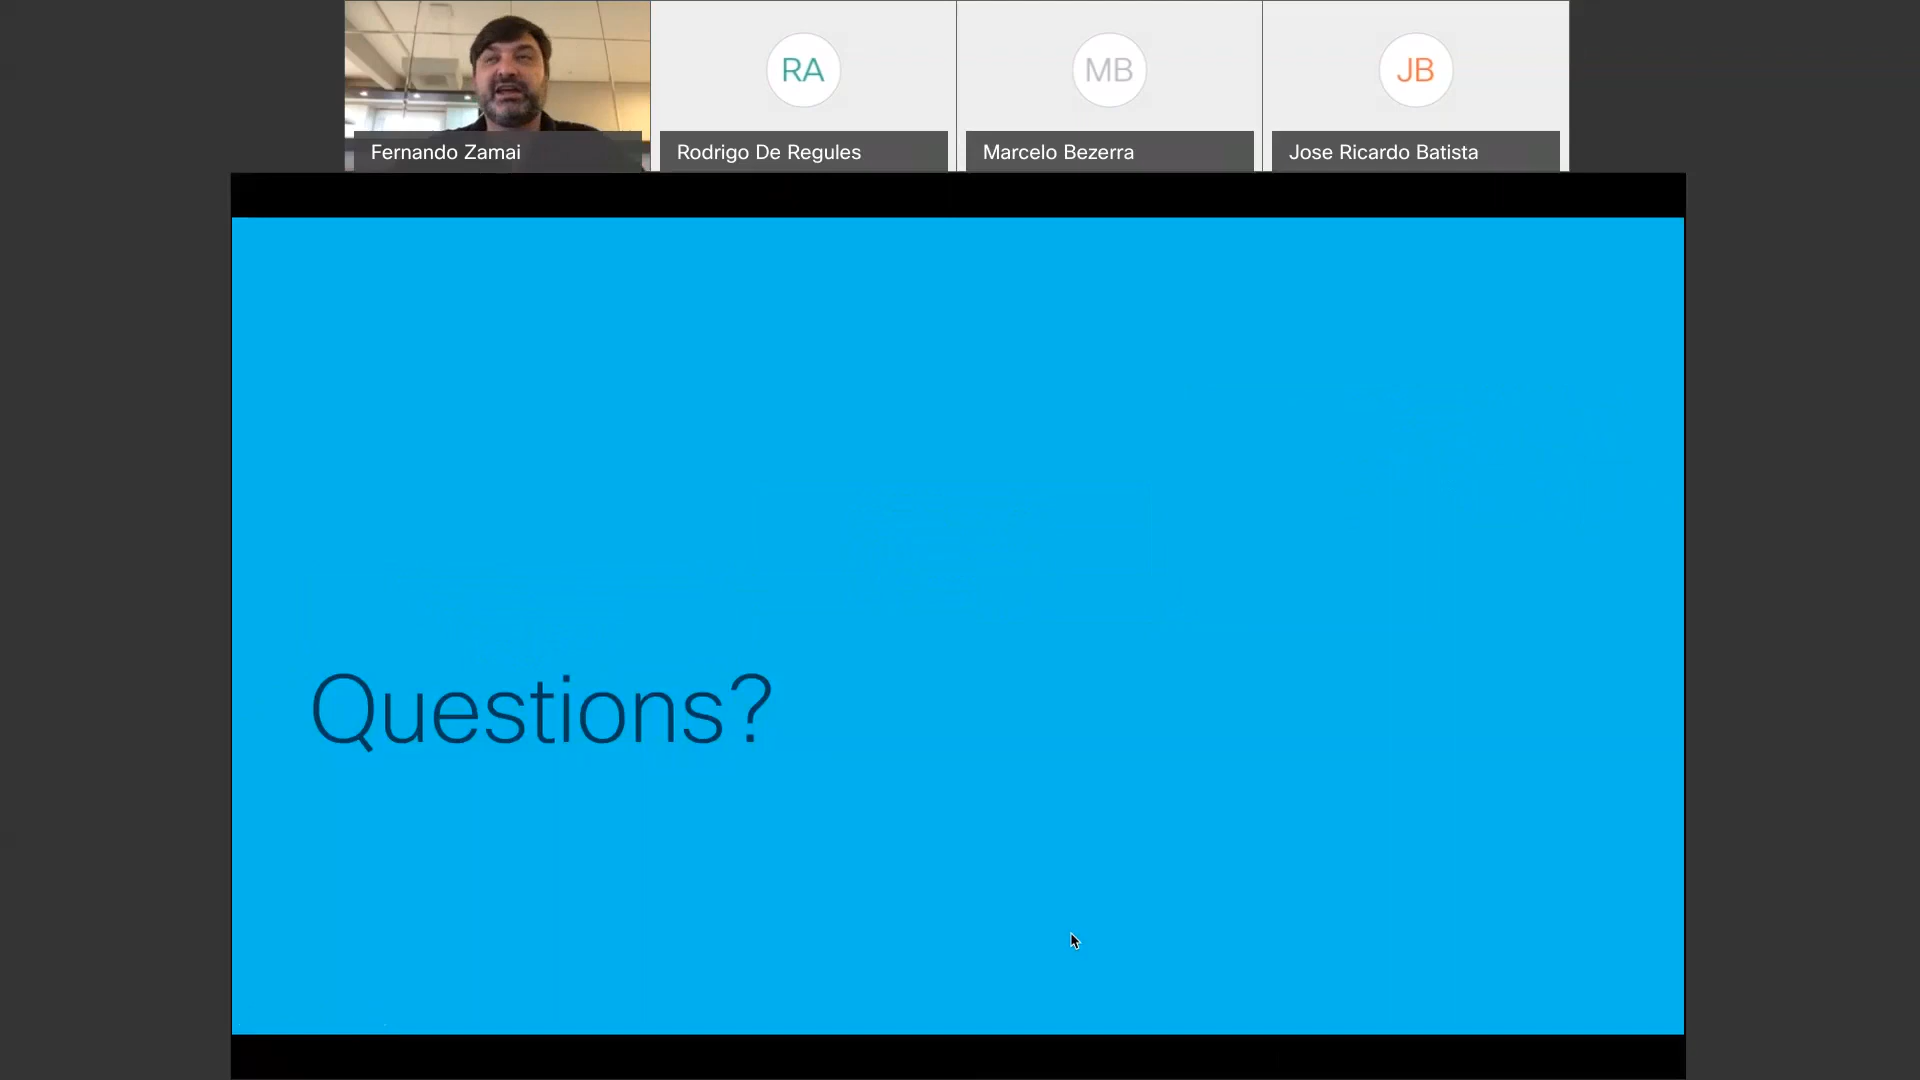 RA
MB
JB
Fernando Zamai
Rodrigo De Regules
Marcelo Bezerra
Jose Ricardo Batista
Questions?